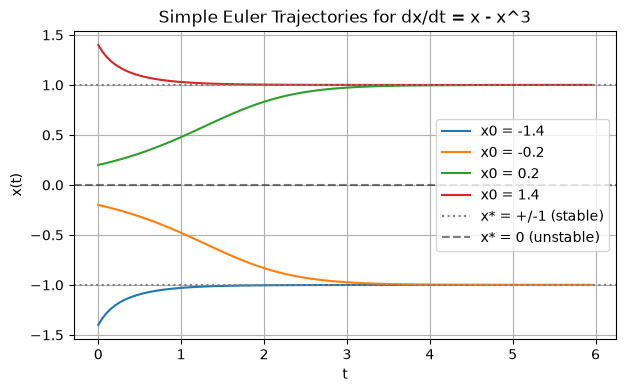 Simple Euler Trajectories for dx/dt = x - x^3
1.5
1.0
0.5
0.0
−0.5
−1.0
−1.5
x(t)
x0 = -1.4
x0 = -0.2
x0 = 0.2
x0 = 1.4
x* = +/-1 (stable)
x* = 0 (unstable)
0 1 2 3 4 5 6
t